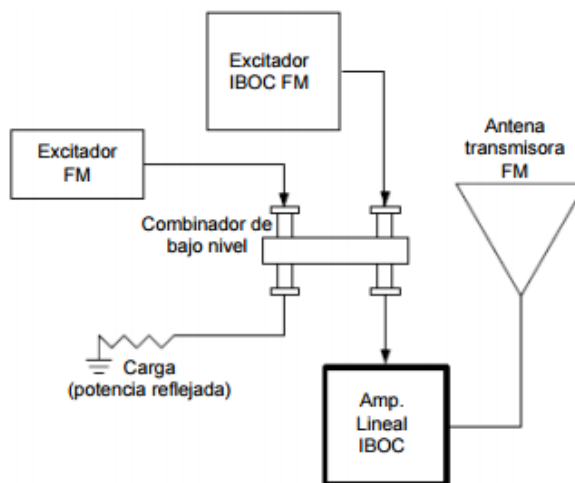 Excitador
IBOC FM
Excitador
FM
Antena
transmisora
FM
Combinador de
bajo nivel
Carga
(potencia reflejada)
Amp.
Lineal
IBOC